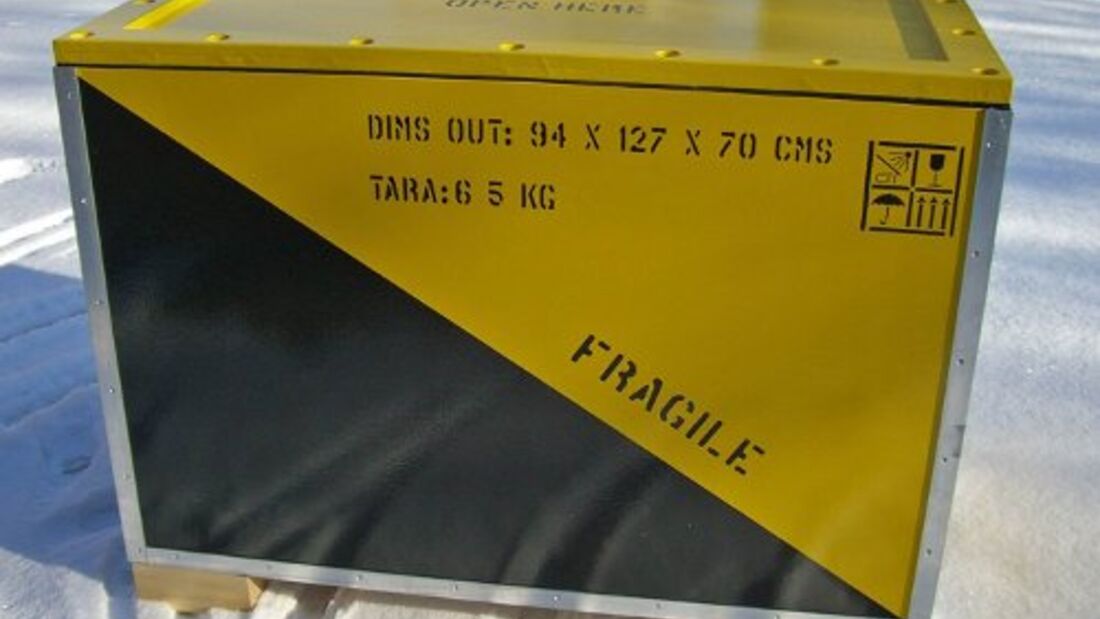 OPEN HERE
DIMS OUT: 94 X 127 X 70 CMS
TARA: 6 5 KG
FRAGILE